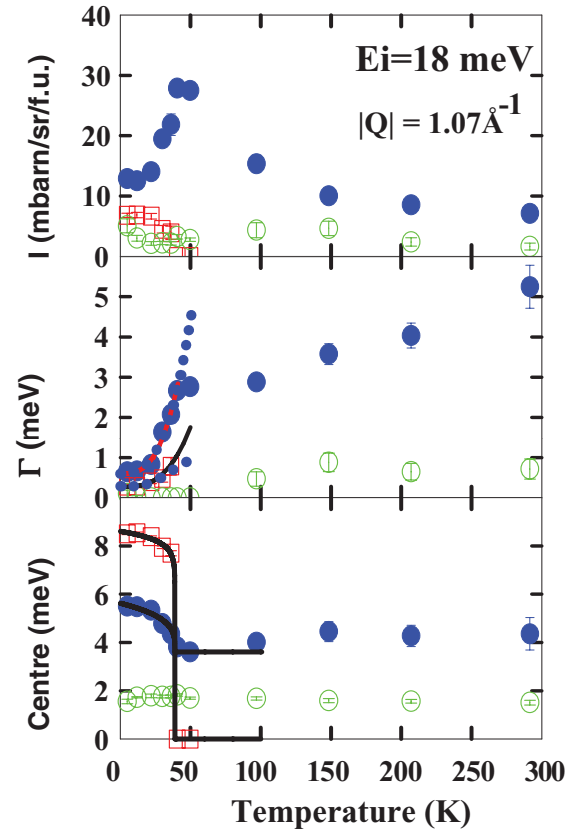 40
30
20
10
0
I (mbarn/sr/f.u.)
Ei=18 meV
|Q| = 1.07Å-1
5
4
3
2
1
0
Γ (meV)
8
6
4
2
0
Centre (meV)
0 50 100 150 200 250 300
Temperature (K)